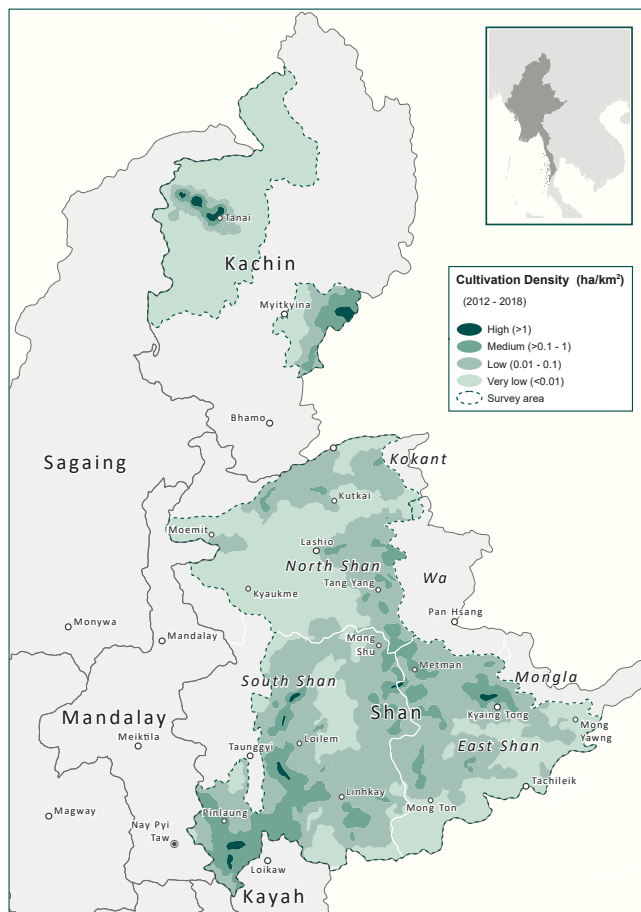 Tanai
Kachin
Myitkyina
Cultivation Density (ha/km²)
(2012 - 2018)
High (>1)
Medium (>0.1 - 1)
Low (0.01 - 0.1)
Very low (<0.01)
Survey area
Bhamo
Sagaing
Kokant
Kutkai
Moemit
Lashio
North Shan
Wa
Tang Yang
Kyaukme
Pan Hsang
Monywa
Mandalay
Mong
Shu
Metman
South Shan
Mongla
Mandalay
Shan
Kyaing Tong
Mong
Yawng
Meiktila
Taunggyi
Loilem
East Shan
Tachileik
Linhkay
Mong Ton
Magway
Pinlaung
Nay Pyi
Taw
Loikaw
Kayah